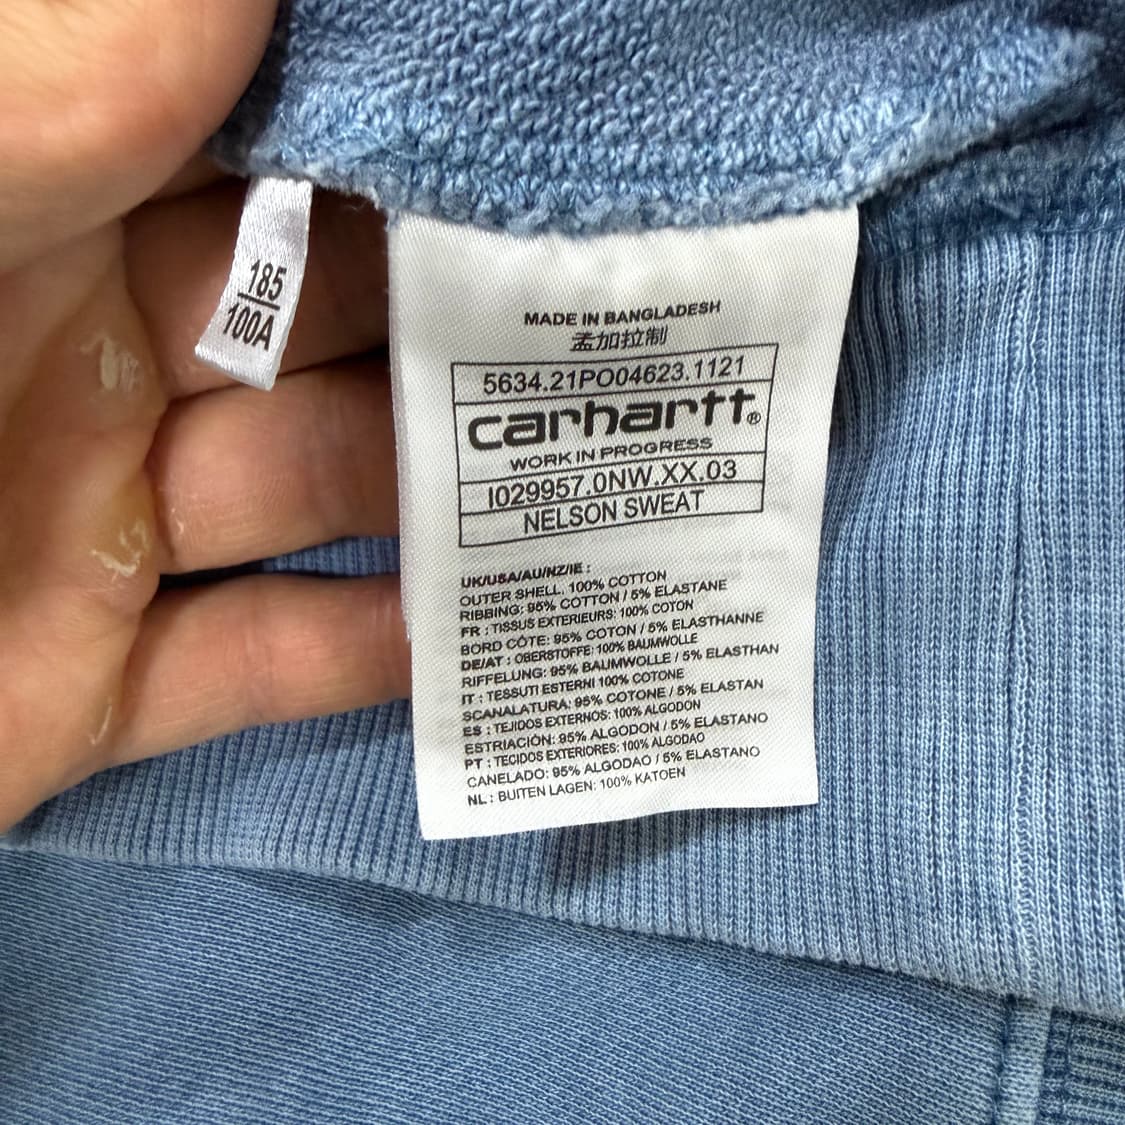 185
100A
MADE IN BANGLADESH
孟加拉制
5634.21PO04623.1121
carhartt®
WORK IN PROGRESS
I029957.0NW.XX.03
NELSON SWEAT
UK/USA/AU/NZ/IE :
OUTER SHELL, 100% COTTON
RIBBING: 95% COTTON / 5% ELASTANE
FR : TISSUS EXTERIEURS: 100% COTON
BORD CÔTE: 95% COTON / 5% ELASTHANNE
DE/AT : OBERSTOFFE: 100% BAUMWOLLE
RIFFELUNG: 95% BAUMWOLLE / 5% ELASTHAN
IT : TESSUTI ESTERNI 100% COTONE
SCANALATURA: 95% COTONE / 5% ELASTAN
ES : TEJIDOS EXTERNOS: 100% ALGODON
ESTRIACIÓN: 95% ALGODON / 5% ELASTANO
PT : TECIDOS EXTERIORES: 100% ALGODAO
CANELADO: 95% ALGODAO / 5% ELASTANO
NL : BUITEN LAGEN: 100% KATOEN